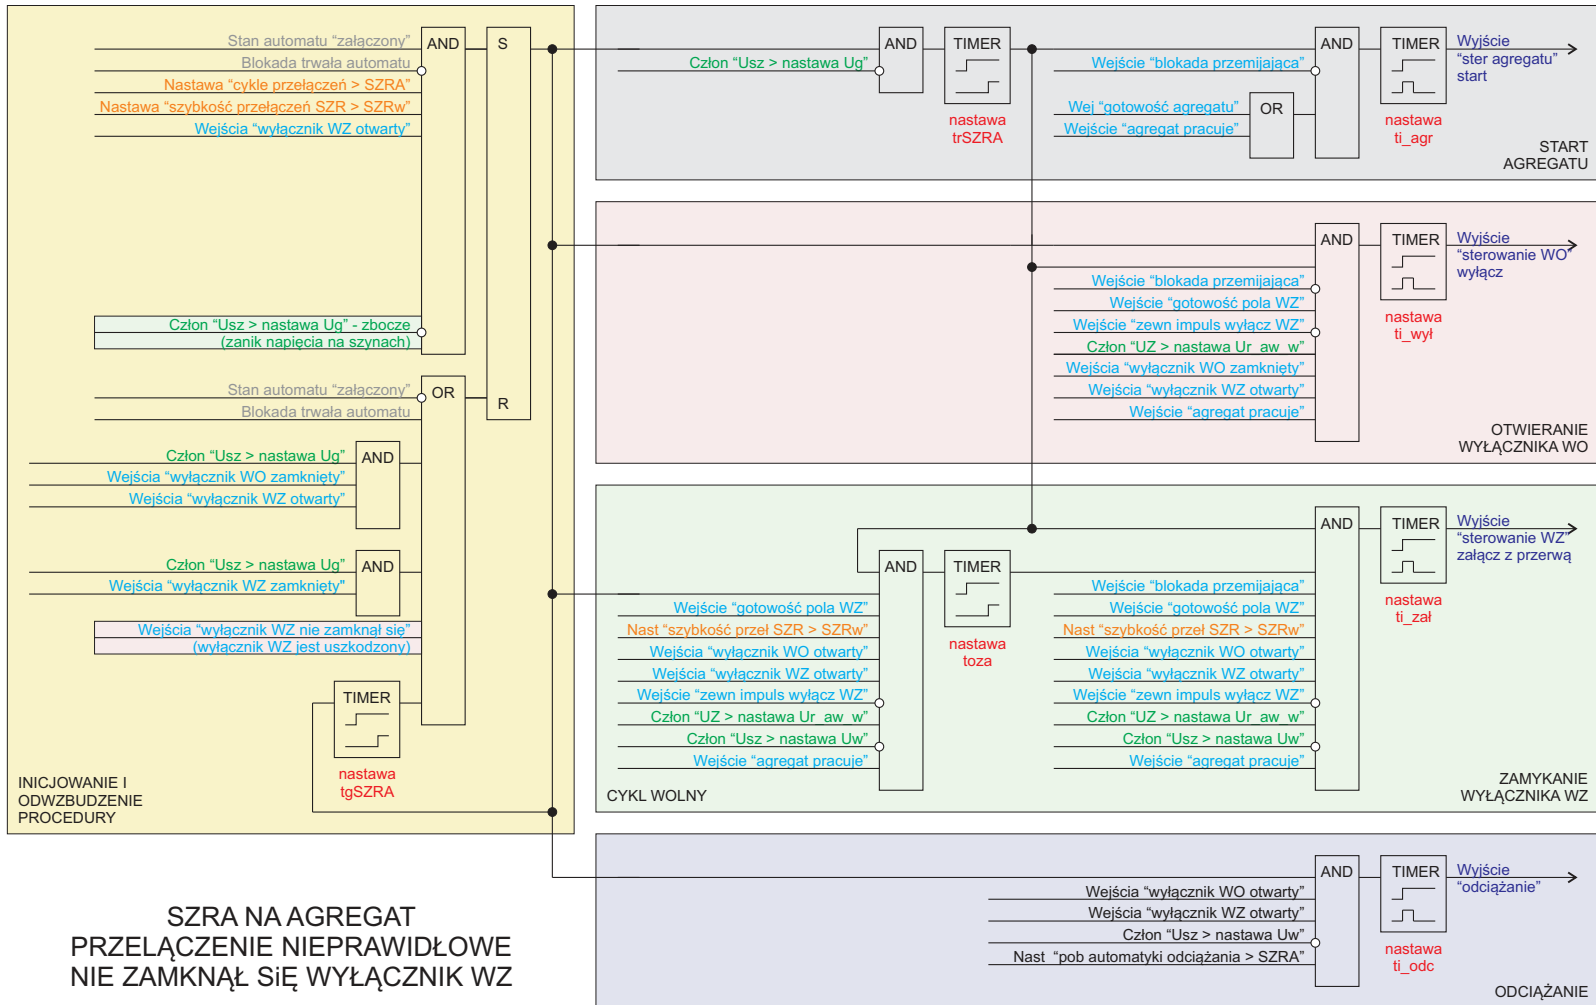 Stan automatu “załączony”
Blokada trwała automatu
Nastawa “cykle przełączeń > SZRA”
Nastawa “szybkość przełączeń SZR > SZRw”
Wejścia “wyłącznik WZ otwarty”
AND
S
Człon “Usz > nastawa Ug” - zbocze
(zanik napięcia na szynach)
Stan automatu “załączony”
Blokada trwała automatu
OR
R
Człon “Usz > nastawa Ug”
Wejścia “wyłącznik WO zamknięty”
Wejścia “wyłącznik WZ otwarty”
AND
Człon “Usz > nastawa Ug”
Wejścia “wyłącznik WZ zamknięty"
AND
Wejścia “wyłącznik WZ nie zamknął się”
(wyłącznik WZ jest uszkodzony)
TIMER
nastawa
tgSZRA
INICJOWANIE I
ODWZBUDZENIE
PROCEDURY
Człon “Usz > nastawa Ug”
AND
TIMER
nastawa
trSZRA
Wejście “blokada przemijająca”
Wej “gotowość agregatu”
Wejście “agregat pracuje”
OR
AND
TIMER
nastawa
ti_agr
Wyjście
“ster agregatu”
start
START
AGREGATU
Wejście “blokada przemijająca”
Wejście “gotowość pola WZ”
Wejście “zewn impuls wyłącz WZ”
Człon “UZ > nastawa Ur_aw_w”
Wejścia “wyłącznik WO zamknięty”
Wejścia “wyłącznik WZ otwarty”
Wejście “agregat pracuje”
AND
TIMER
nastawa
ti_wył
Wyjście
“sterowanie WO”
wyłącz
OTWIERANIE
WYŁĄCZNIKA WO
Wejście “gotowość pola WZ”
Nast “szybkość przeł SZR > SZRw”
Wejścia “wyłącznik WO otwarty”
Wejścia “wyłącznik WZ otwarty”
Wejście “zewn impuls wyłącz WZ”
Człon “UZ > nastawa Ur_aw_w”
Człon “Usz > nastawa Uw”
Wejście “agregat pracuje”
AND
TIMER
nastawa
toza
CYKL WOLNY
Wejście “blokada przemijająca”
Wejście “gotowość pola WZ”
Nast “szybkość przeł SZR > SZRw”
Wejścia “wyłącznik WO otwarty”
Wejścia “wyłącznik WZ otwarty”
Wejście “zewn impuls wyłącz WZ”
Człon “UZ > nastawa Ur_aw_w”
Człon “Usz > nastawa Uw”
Wejście “agregat pracuje”
AND
TIMER
nastawa
ti_zał
Wyjście
“sterowanie WZ”
załącz z przerwą
ZAMYKANIE
WYŁĄCZNIKA WZ
Wejścia “wyłącznik WO otwarty”
Wejścia “wyłącznik WZ otwarty”
Człon “Usz > nastawa Uw”
Nast “pob automatyki odciążania > SZRA”
AND
TIMER
nastawa
ti_odc
Wyjście
“odciążanie”
ODCIĄŻANIE
SZRA NA AGREGAT
PRZELĄCZENIE NIEPRAWIDŁOWE
NIE ZAMKNĄŁ SiĘ WYŁĄCZNIK WZ